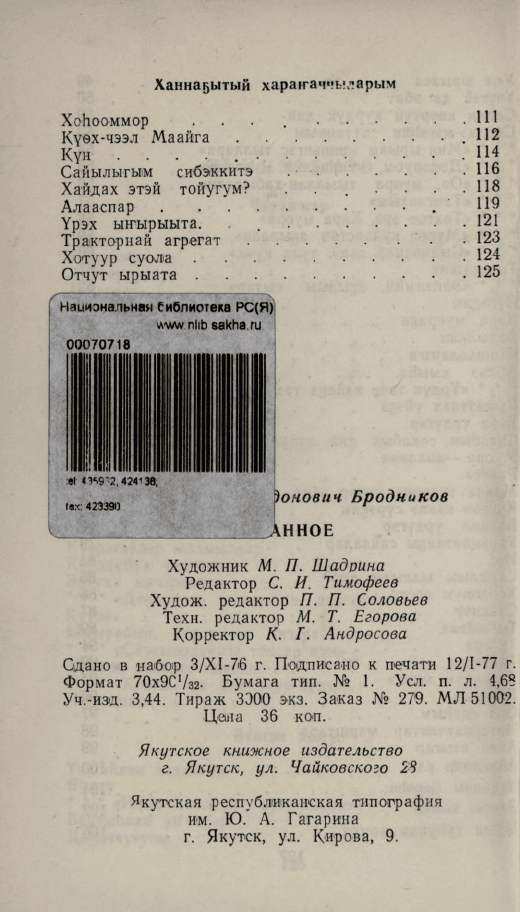 Ханнаҕытый хараҥаччыларым
Хоһооммор . . . . . . . . 111
Күөх-чээл Маайга . . . . . . . 112
Күн . . . . . . . . . . 114
Сайылыгым сибэккитэ . . . . . . 116
Хайдах этэй тойугум? . . . . . . 118
Алааспар . . . . . . . . 119
Үрэх ыҥырыыта. . . . . . . . 121
Тракторнай агрегат . . . . . . . 123
Хотуур суола . . . . . . . . 124
Отчут ырыата . . . . . . . 125
Национальная библиотека РС(Я)
www.nlib.sakha.ru
00070718
424138,
fax: 423390
донович Бродников
АННОЕ
Художник М. П. Шадрина
Редактор С. И. Тимофеев
Худож. редактор П. П. Соловьев
Техн. редактор М. Т. Егорова
Корректор К. Г. Андросова
Сдано в набор 3/XI-76 г. Подписано к печати 12/I-77 г.
Формат 70х90¹/₃₂. Бумага тип. № 1. Усл. п. л. 4,68
Уч.-изд. 3,44. Тираж 3000 экз. Заказ № 279. МЛ 51002.
Цена 36 коп.
Якутское книжное издательство
г. Якутск, ул. Чайковского 28
Якутская республиканская типография
им. Ю. А. Гагарина
г. Якутск, ул. Кирова, 9.